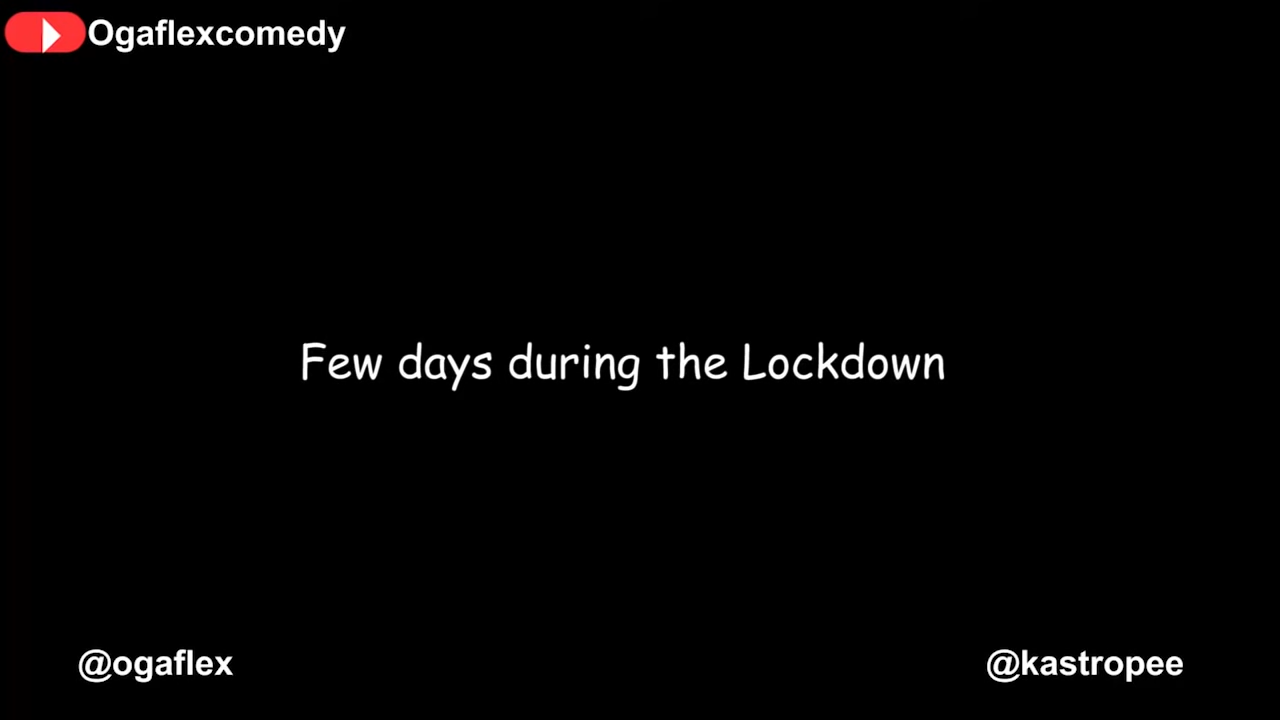 Ogaflexcomedy
Few days during the Lockdown
@ogaflex
@kastropee